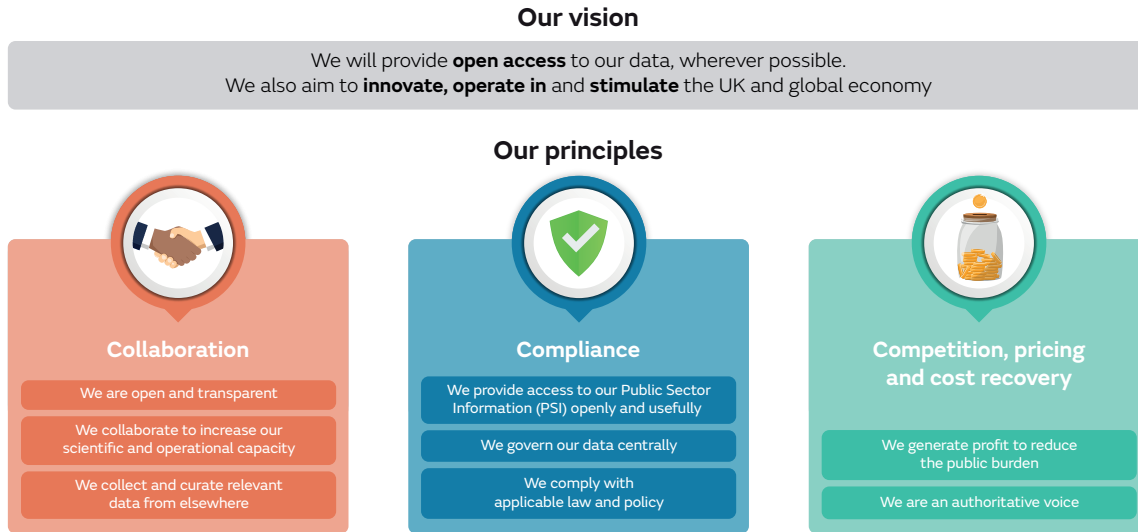 Our vision
We will provide open access to our data, wherever possible.
We also aim to innovate, operate in and stimulate the UK and global economy
Our principles
Collaboration
We are open and transparent
We collaborate to increase our
scientific and operational capacity
We collect and curate relevant
data from elsewhere
Compliance
We provide access to our Public Sector
Information (PSI) openly and usefully
We govern our data centrally
We comply with
applicable law and policy
Competition, pricing
and cost recovery
We generate profit to reduce
the public burden
We are an authoritative voice